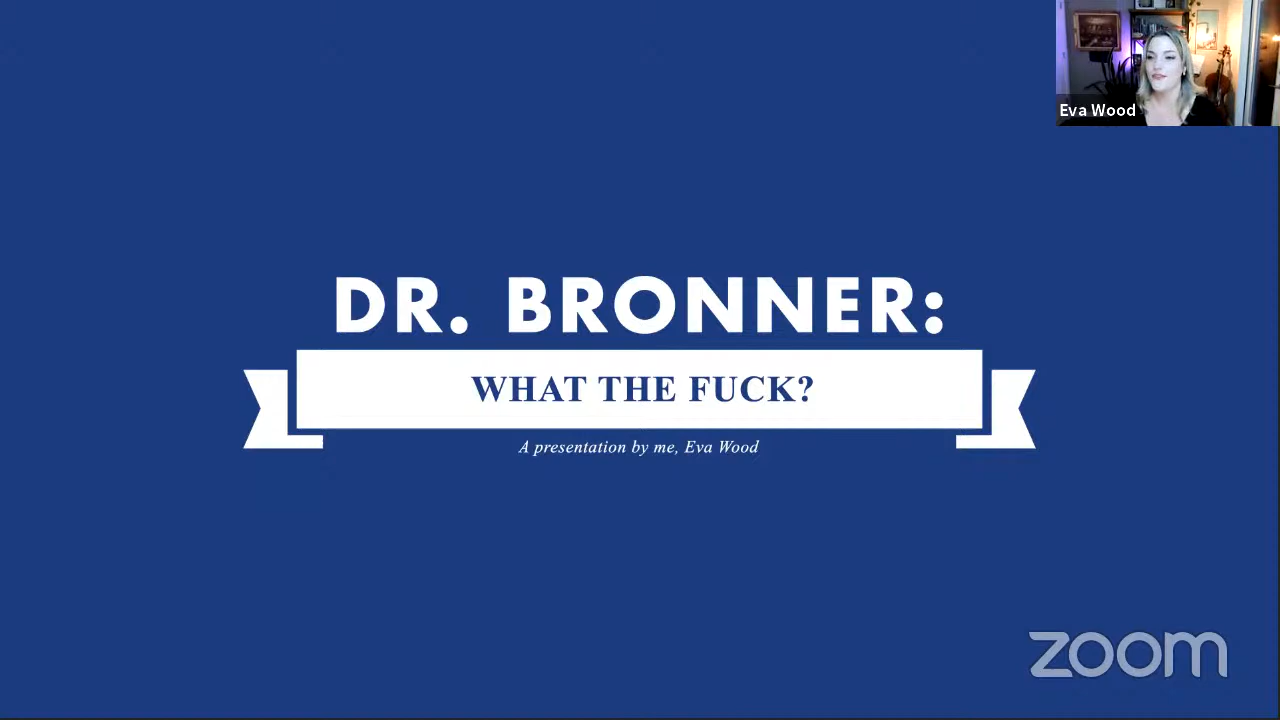 Eva Wood
DR. BRONNER:
WHAT THE FUCK?
A presentation by me, Eva Wood
zoom